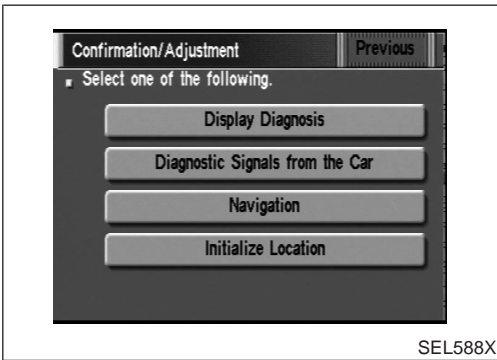 Confirmation/Adjustment Previous
Select one of the following.
Display Diagnosis
Diagnostic Signals from the Car
Navigation
Initialize Location
SEL588X